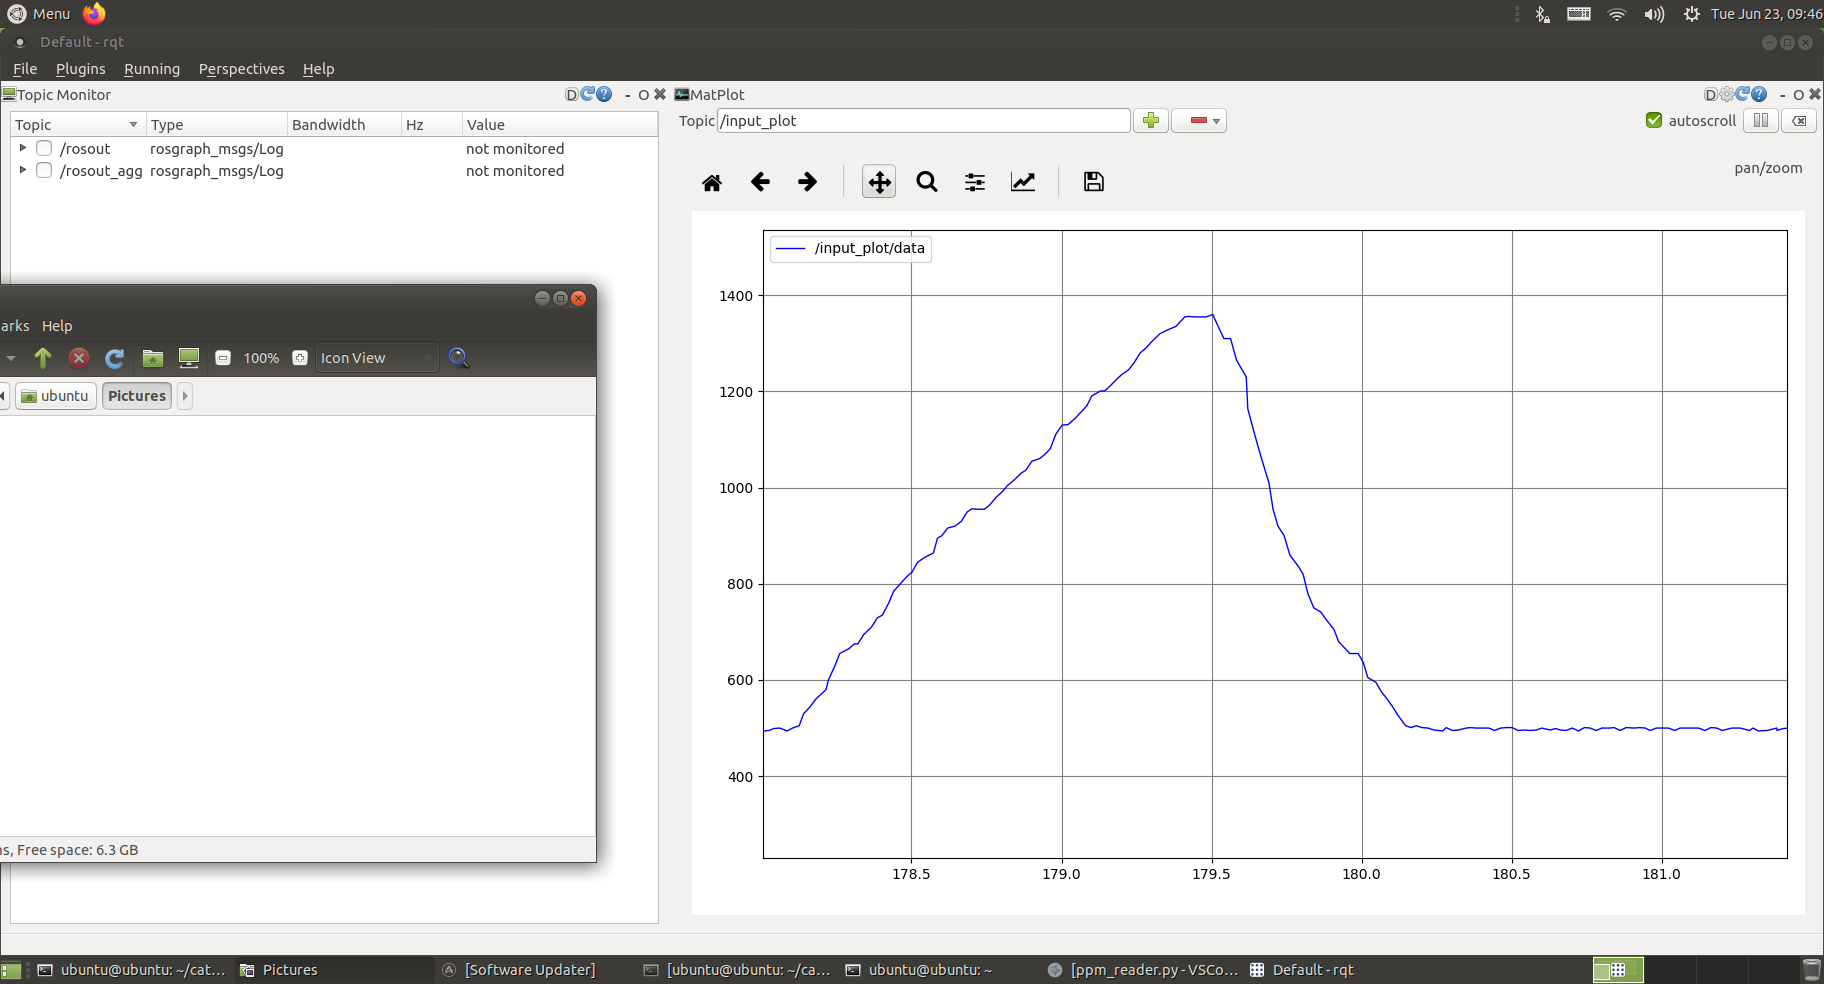 Menu
Tue Jun 23, 09:46
Default - rqt
File Plugins Running Perspectives Help
Topic Monitor
D
- O
MatPlot
D
- O
Topic Type Bandwidth Hz Value
/rosout rosgraph_msgs/Log not monitored
/rosout_agg rosgraph_msgs/Log not monitored
Topic /input_plot
autoscroll
pan/zoom
/input_plot/data
1400
1200
1000
800
600
400
178.5 179.0 179.5 180.0 180.5 181.0
arks Help
100% Icon View
ubuntu Pictures
s, Free space: 6.3 GB
ubuntu@ubuntu: ~/cat... Pictures [Software Updater] [ubuntu@ubuntu: ~/ca... ubuntu@ubuntu: ~ [ppm_reader.py - VSCo... Default - rqt